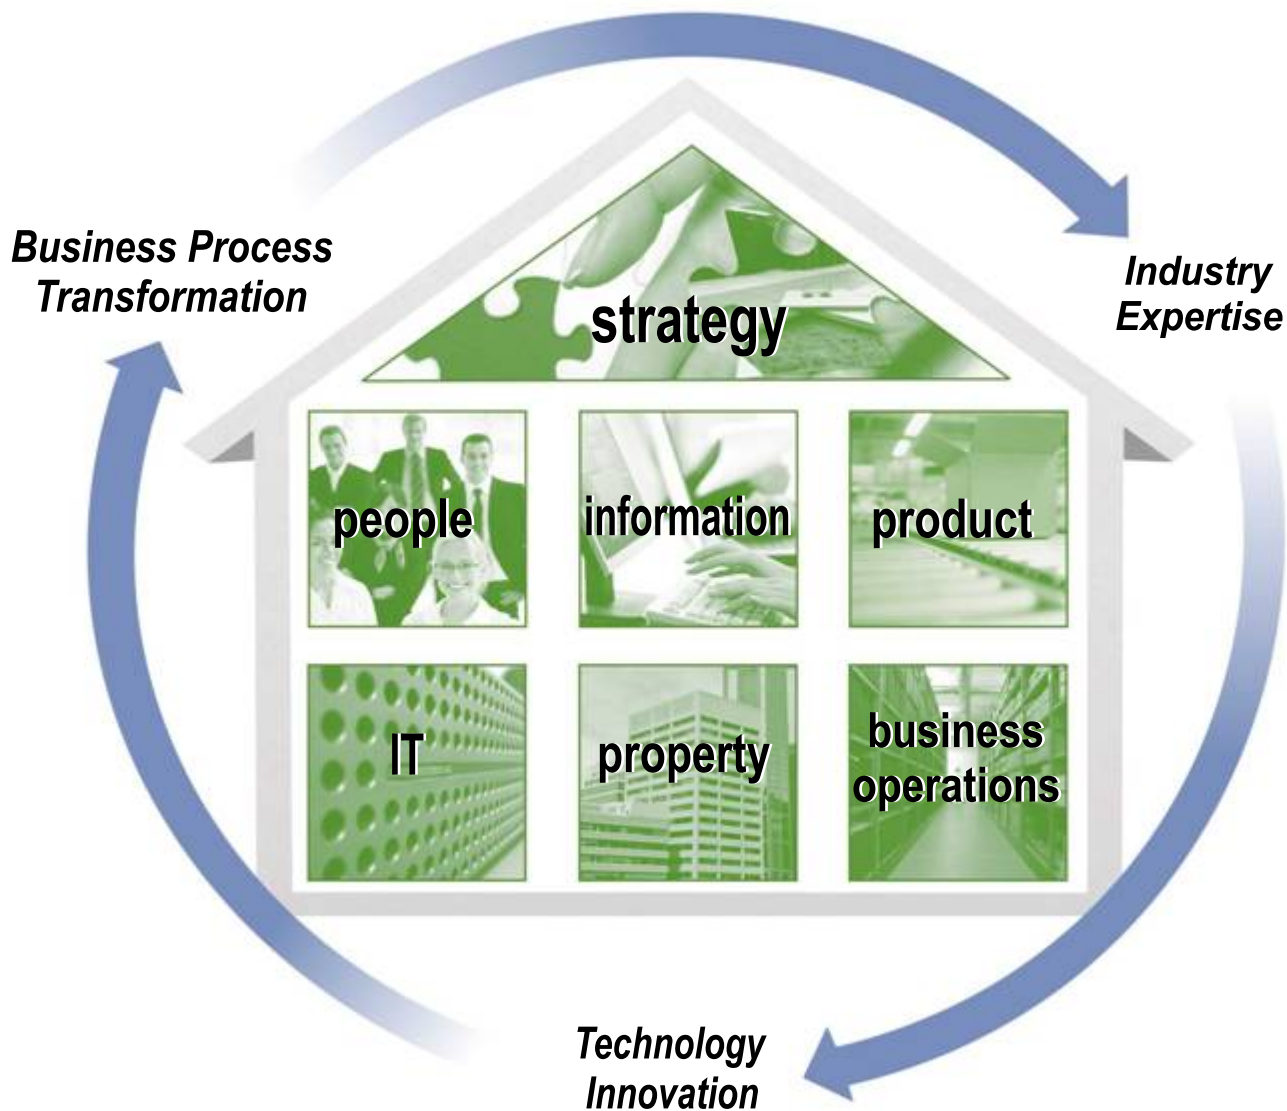 Business Process
Transformation
Industry
Expertise
strategy
people
information
product
IT
property
business
operations
Technology
Innovation